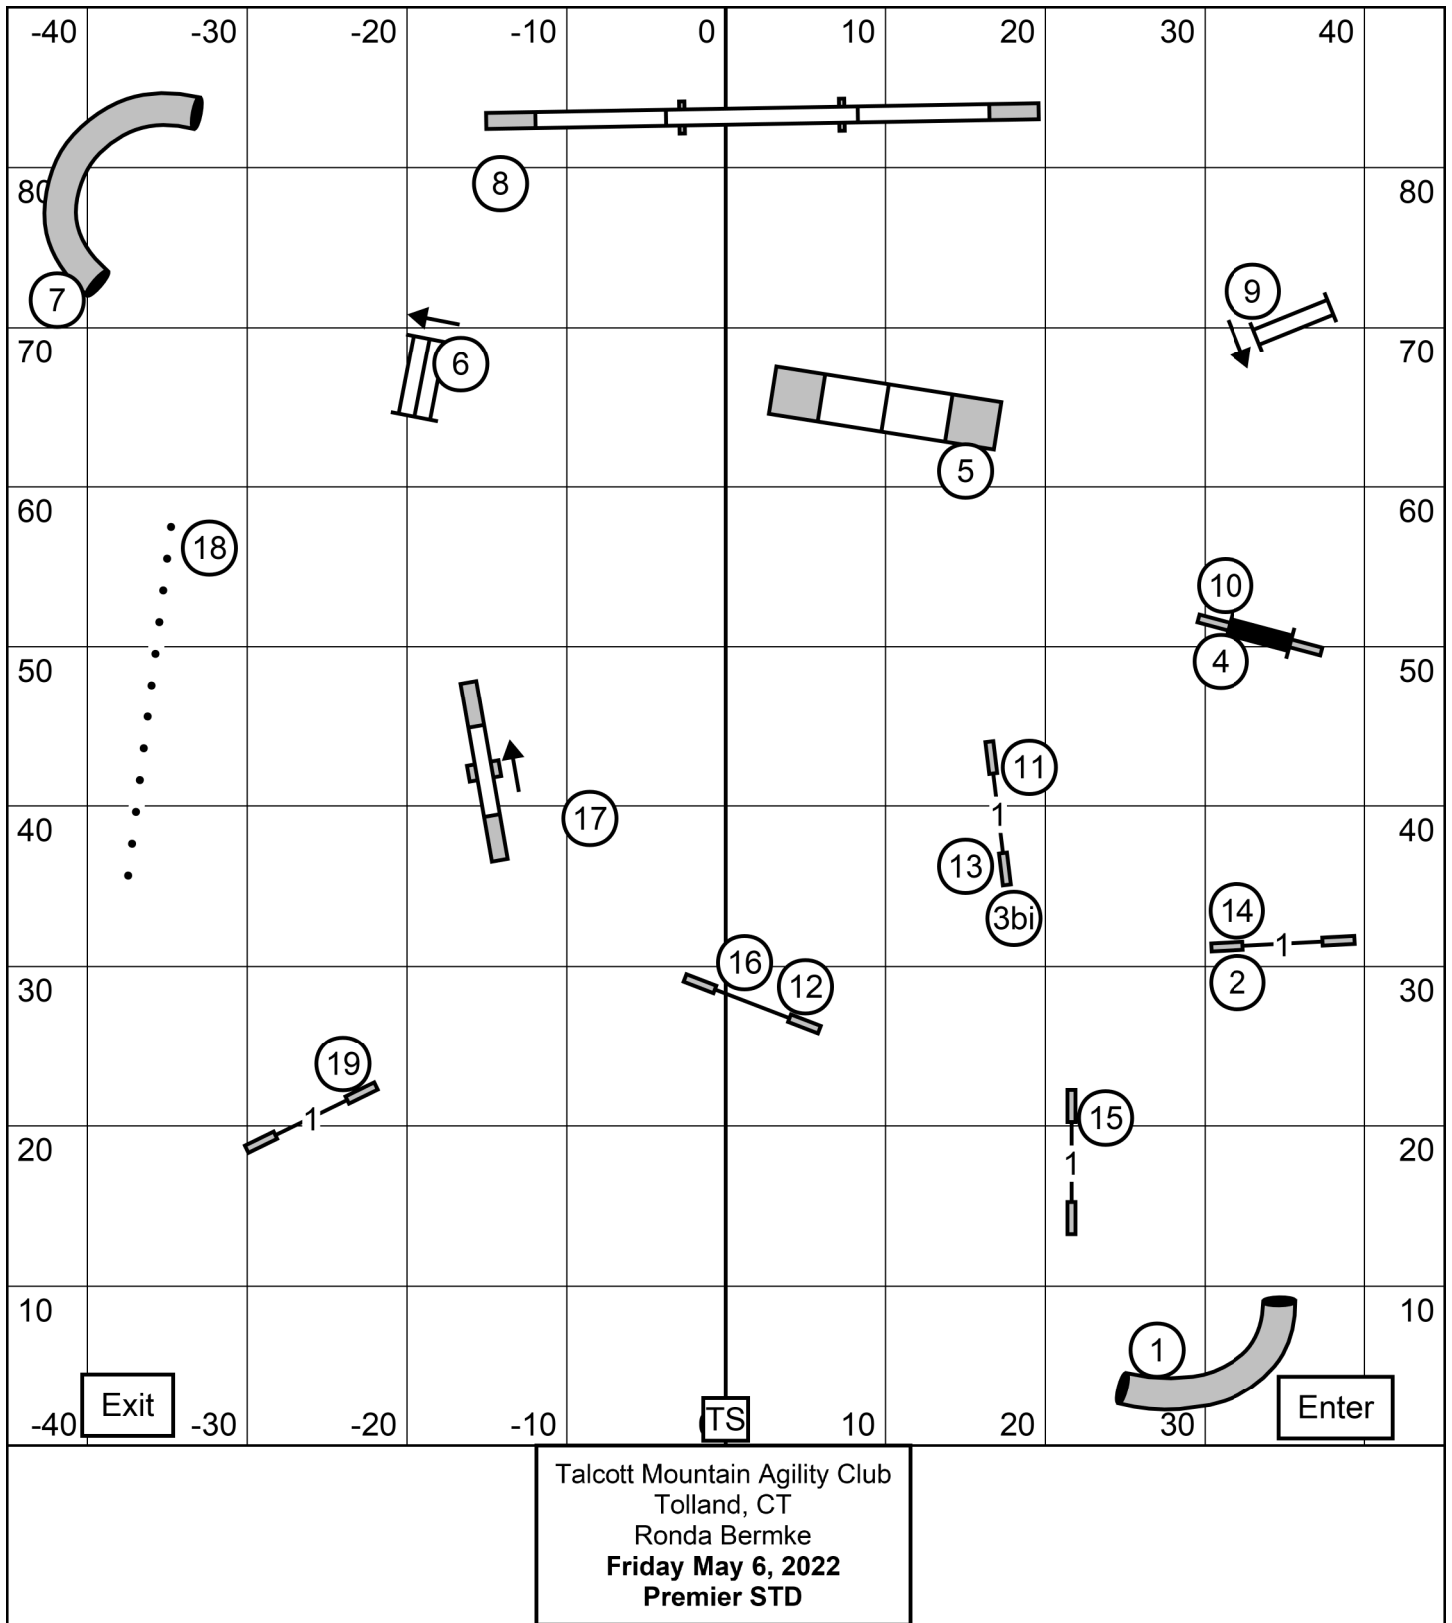 -40 -30 -20 -10 0 10 20 30 40
8
80 80
7
9
70 6 70
5
60 60
18
10
50 4 50
11
17 1
40 13 40
3bi
14
1
16 2
30 12 30
19
1 15
20 1 20
10 10
1
Exit Enter
-40 -30 -20 -10 TS 10 20 30
Talcott Mountain Agility Club
Tolland, CT
Ronda Bermke
Friday May 6, 2022
Premier STD